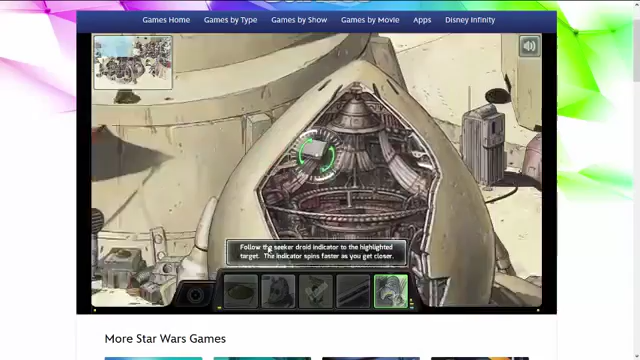 Games Home Games by Type Games by Show Games by Movie Apps Disney Infinity
Follow the seeker droid indicator to the highlighted
target. The indicator spins faster as you get closer.
More Star Wars Games